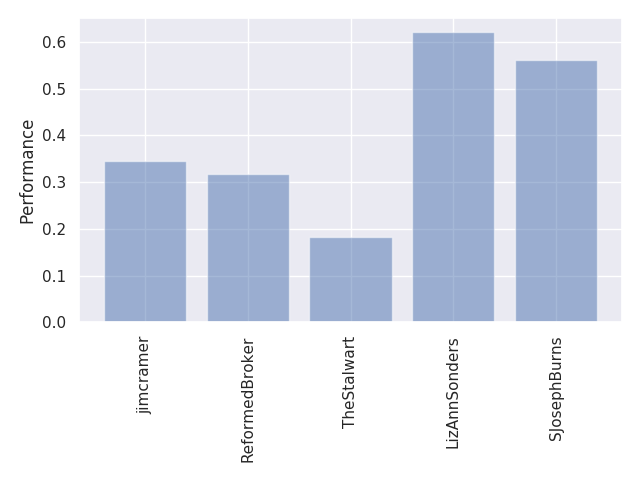 Performance
0.6
0.5
0.4
0.3
0.2
0.1
0.0
jimcramer
ReformedBroker
TheStalwart
LizAnnSonders
SJosephBurns